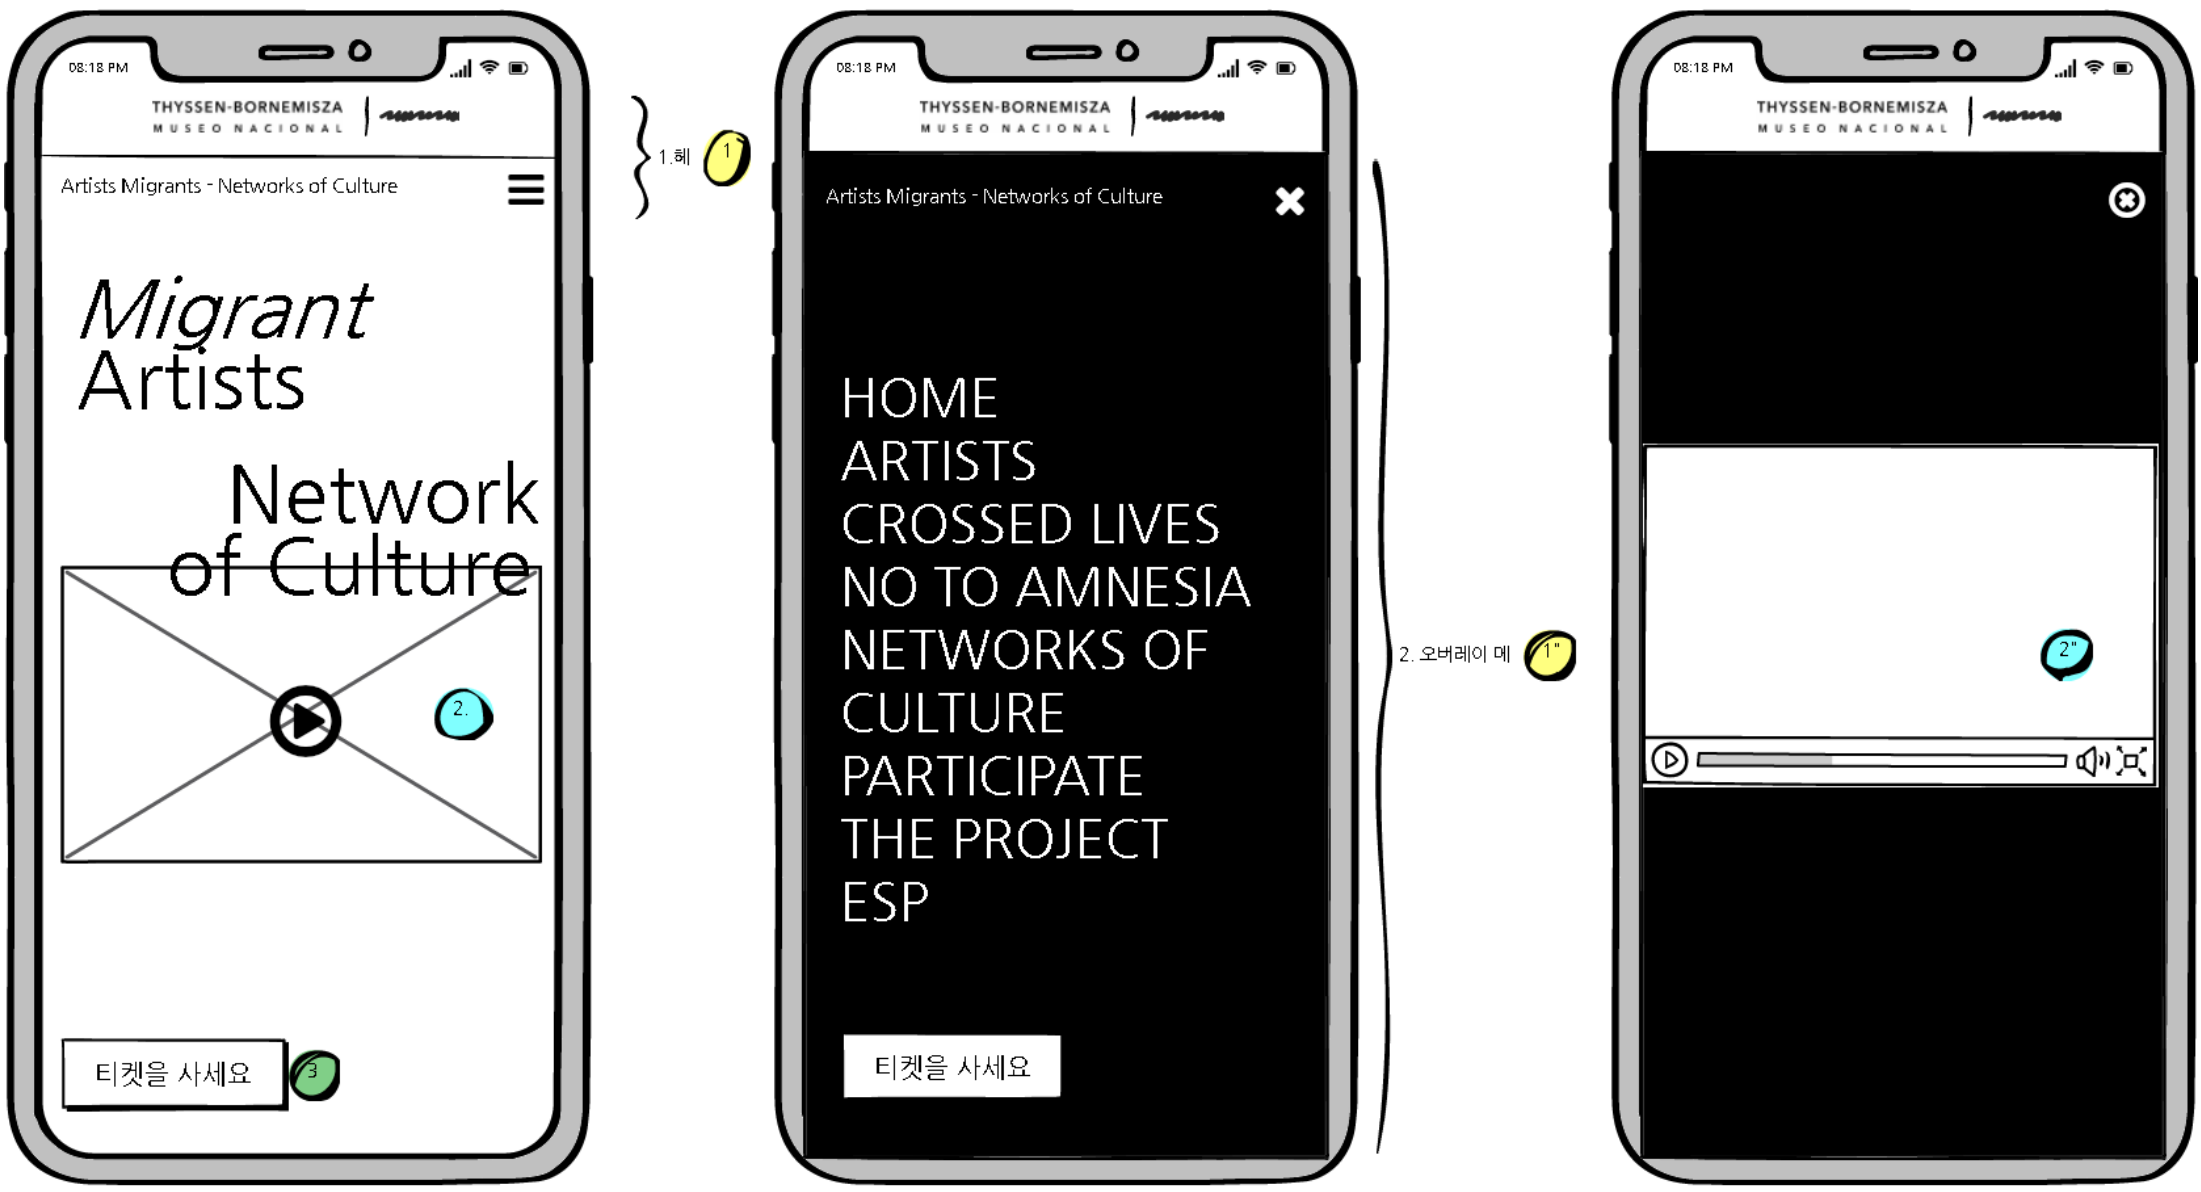 08:18 PM
THYSSEN-BORNEMISZA
MUSEO NACIONAL
Artists Migrants - Networks of Culture
Migrant
Artists
Network
of Culture
2.
티켓을 사세요
3
1.헤
1
08:18 PM
THYSSEN-BORNEMISZA
MUSEO NACIONAL
Artists Migrants - Networks of Culture
HOME
ARTISTS
CROSSED LIVES
NO TO AMNESIA
NETWORKS OF
CULTURE
PARTICIPATE
THE PROJECT
ESP
티켓을 사세요
2. 오버레이 메
1"
08:18 PM
THYSSEN-BORNEMISZA
MUSEO NACIONAL
2"